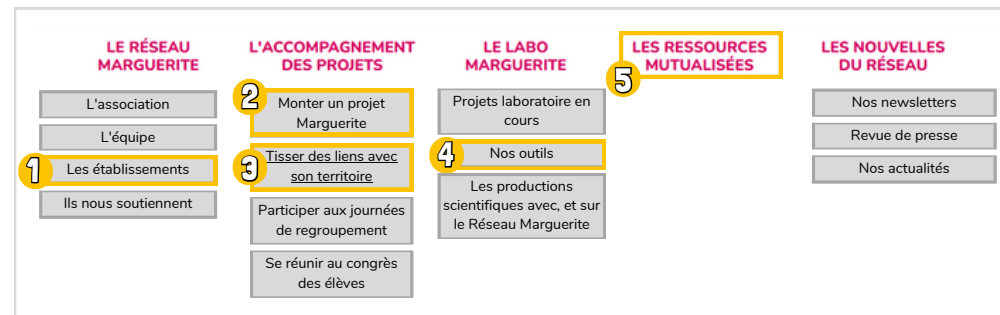 LE RÉSEAU
MARGUERITE
1
L'association
L'équipe
Les établissements
Ils nous soutiennent
L'ACCOMPAGNEMENT
DES PROJETS
2
Monter un projet
Marguerite
3
Tisser des liens avec
son territoire
Participer aux journées
de regroupement
Se réunir au congrès
des élèves
LE LABO
MARGUERITE
Projets laboratoire en
cours
4
Nos outils
Les productions
scientifiques avec, et sur
le Réseau Marguerite
LES RESSOURCES
MUTUALISÉES
5
LES NOUVELLES
DU RÉSEAU
Nos newsletters
Revue de presse
Nos actualités